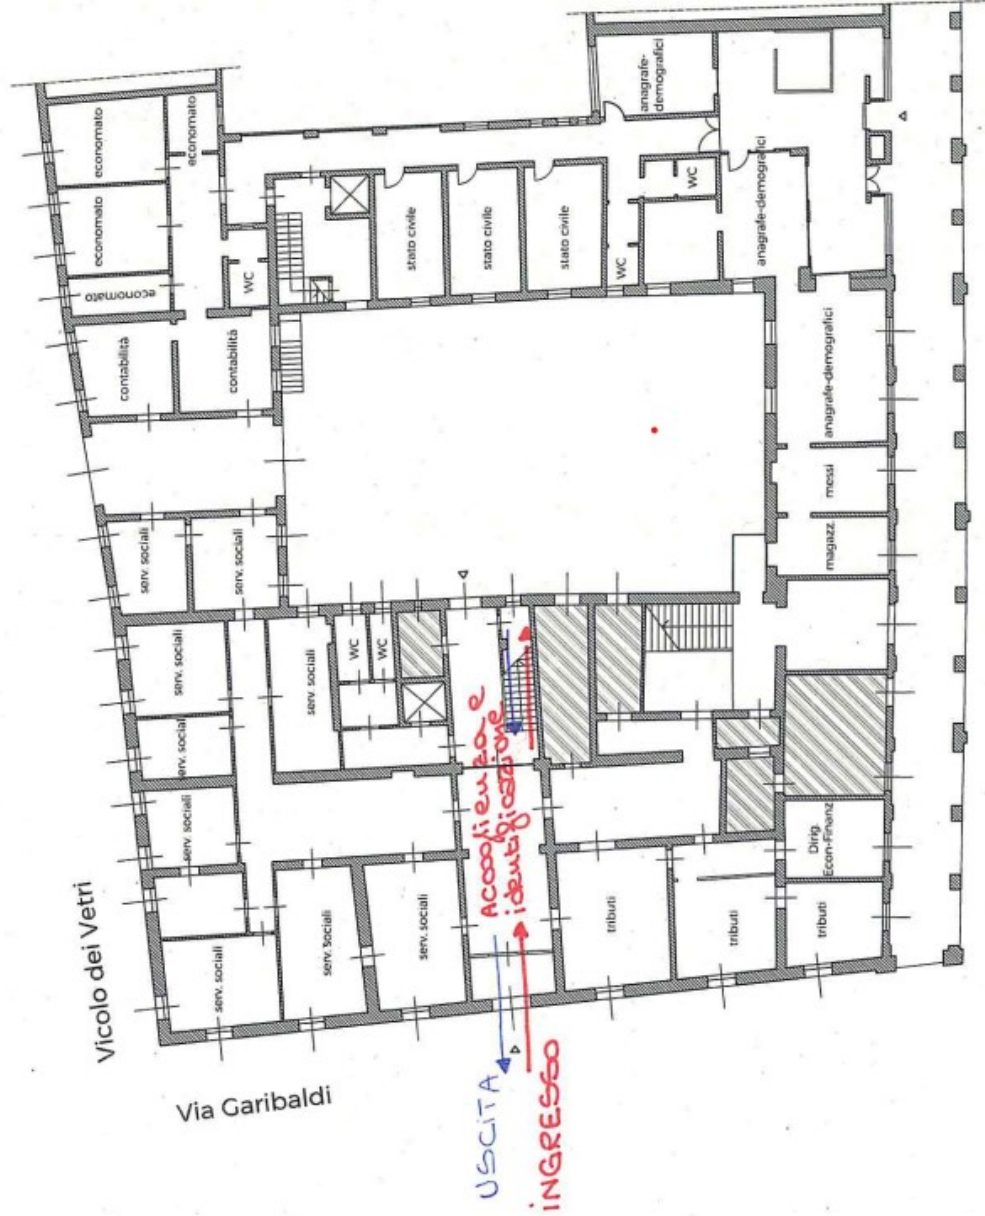 anagrafe-
demografici
economato
economato
economato
economato
WC
stato civile
stato civile
stato civile
WC
WC
anagrafe-demografici
contabilità
contabilità
anagrafe-demografici
messi
magazz.
serv. sociali
serv. sociali
serv. sociali
serv. sociali
WC
WC
erv. sociali
serv. sociali
Accoglienza e
identificazione
Dirig.
Econ-Finanz
serv. sociali
serv. sociali
serv. sociali
tributi
tributi
tributi
Vicolo dei Vetri
Via Garibaldi
USCITA
INGRESSO